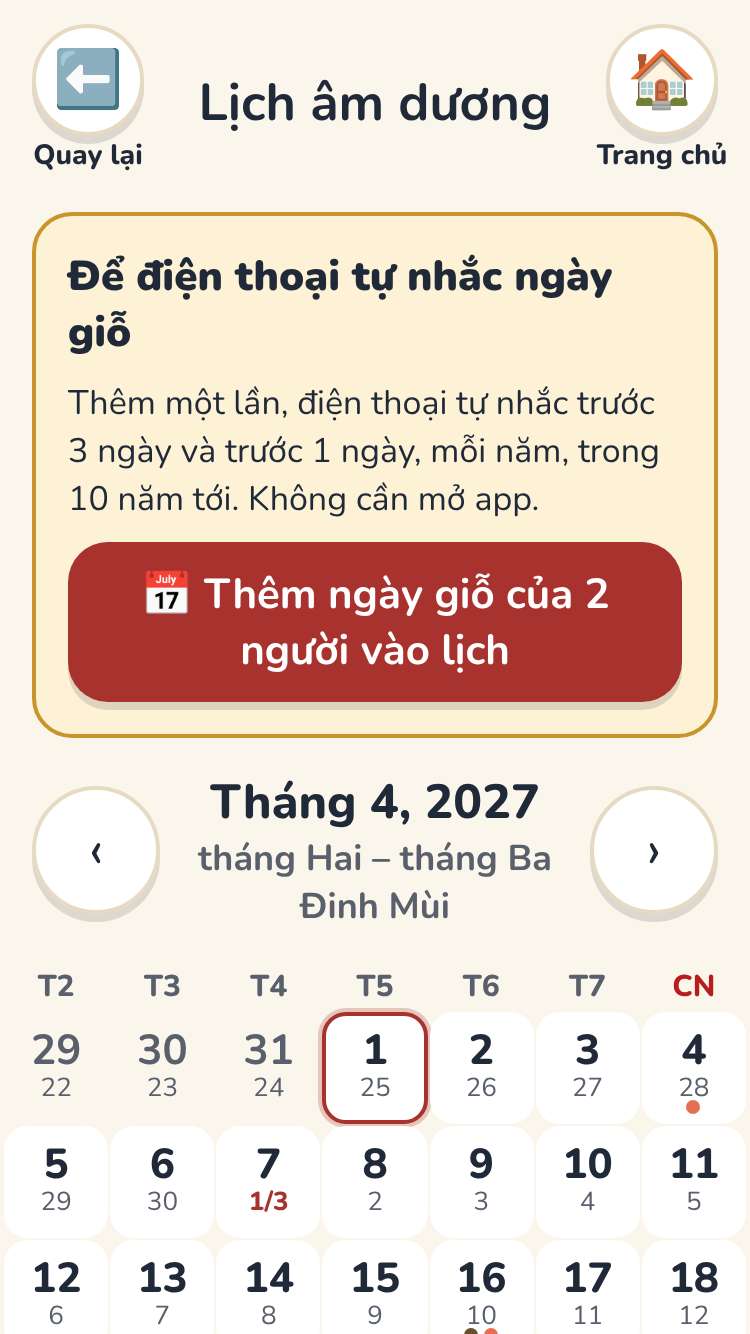 Lịch âm dương
Quay lại
Trang chủ
Để điện thoại tự nhắc ngày
giỗ
Thêm một lần, điện thoại tự nhắc trước
3 ngày và trước 1 ngày, mỗi năm, trong
10 năm tới. Không cần mở app.
July
17
Thêm ngày giỗ của 2
người vào lịch
‹
Tháng 4, 2027
tháng Hai – tháng Ba
Đinh Mùi
›
T2 T3 T4 T5 T6 T7 CN
29 30 31 1 2 3 4
22 23 24 25 26 27 28
5 6 7 8 9 10 11
29 30 1/3 2 3 4 5
12 13 14 15 16 17 18
6 7 8 9 10 11 12